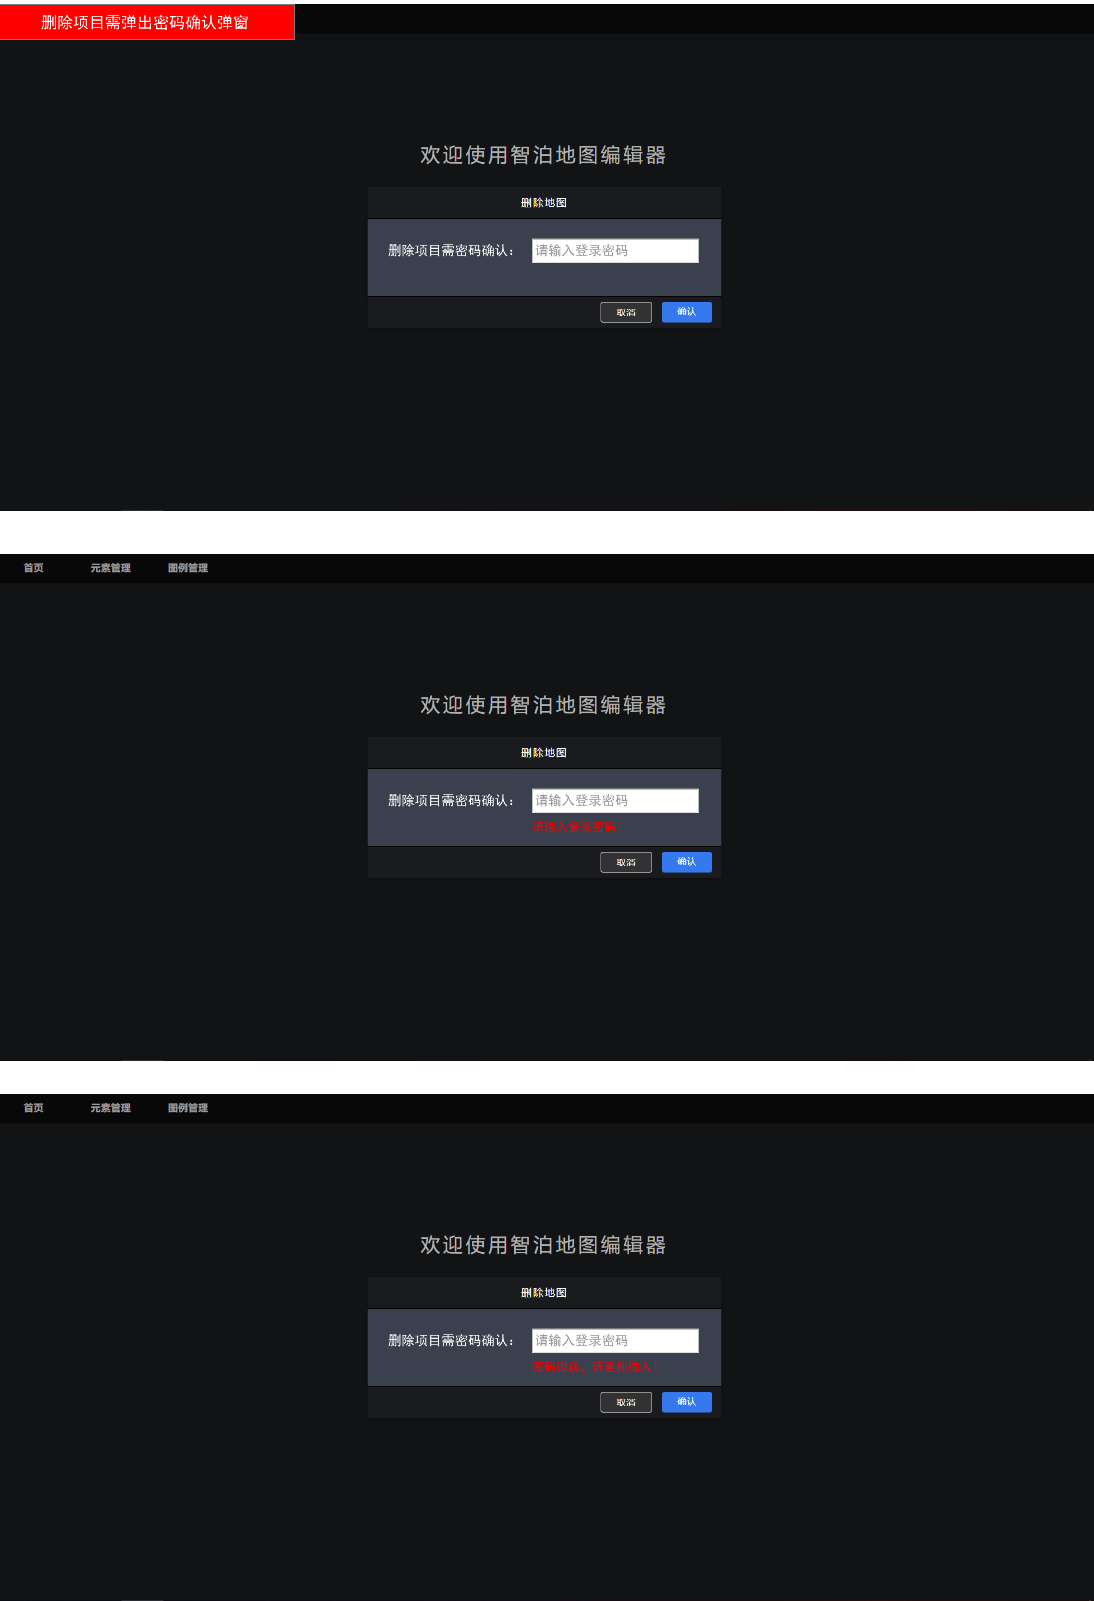 删除项目需弹出密码确认弹窗
欢迎使用智泊地图编辑器
删除地图
删除项目需密码确认： 请输入登录密码
取消 确认
首页 元素管理 图例管理
欢迎使用智泊地图编辑器
删除地图
删除项目需密码确认： 请输入登录密码
请输入登录密码！
取消 确认
首页 元素管理 图例管理
欢迎使用智泊地图编辑器
删除地图
删除项目需密码确认： 请输入登录密码
密码错误，请重新输入！
取消 确认